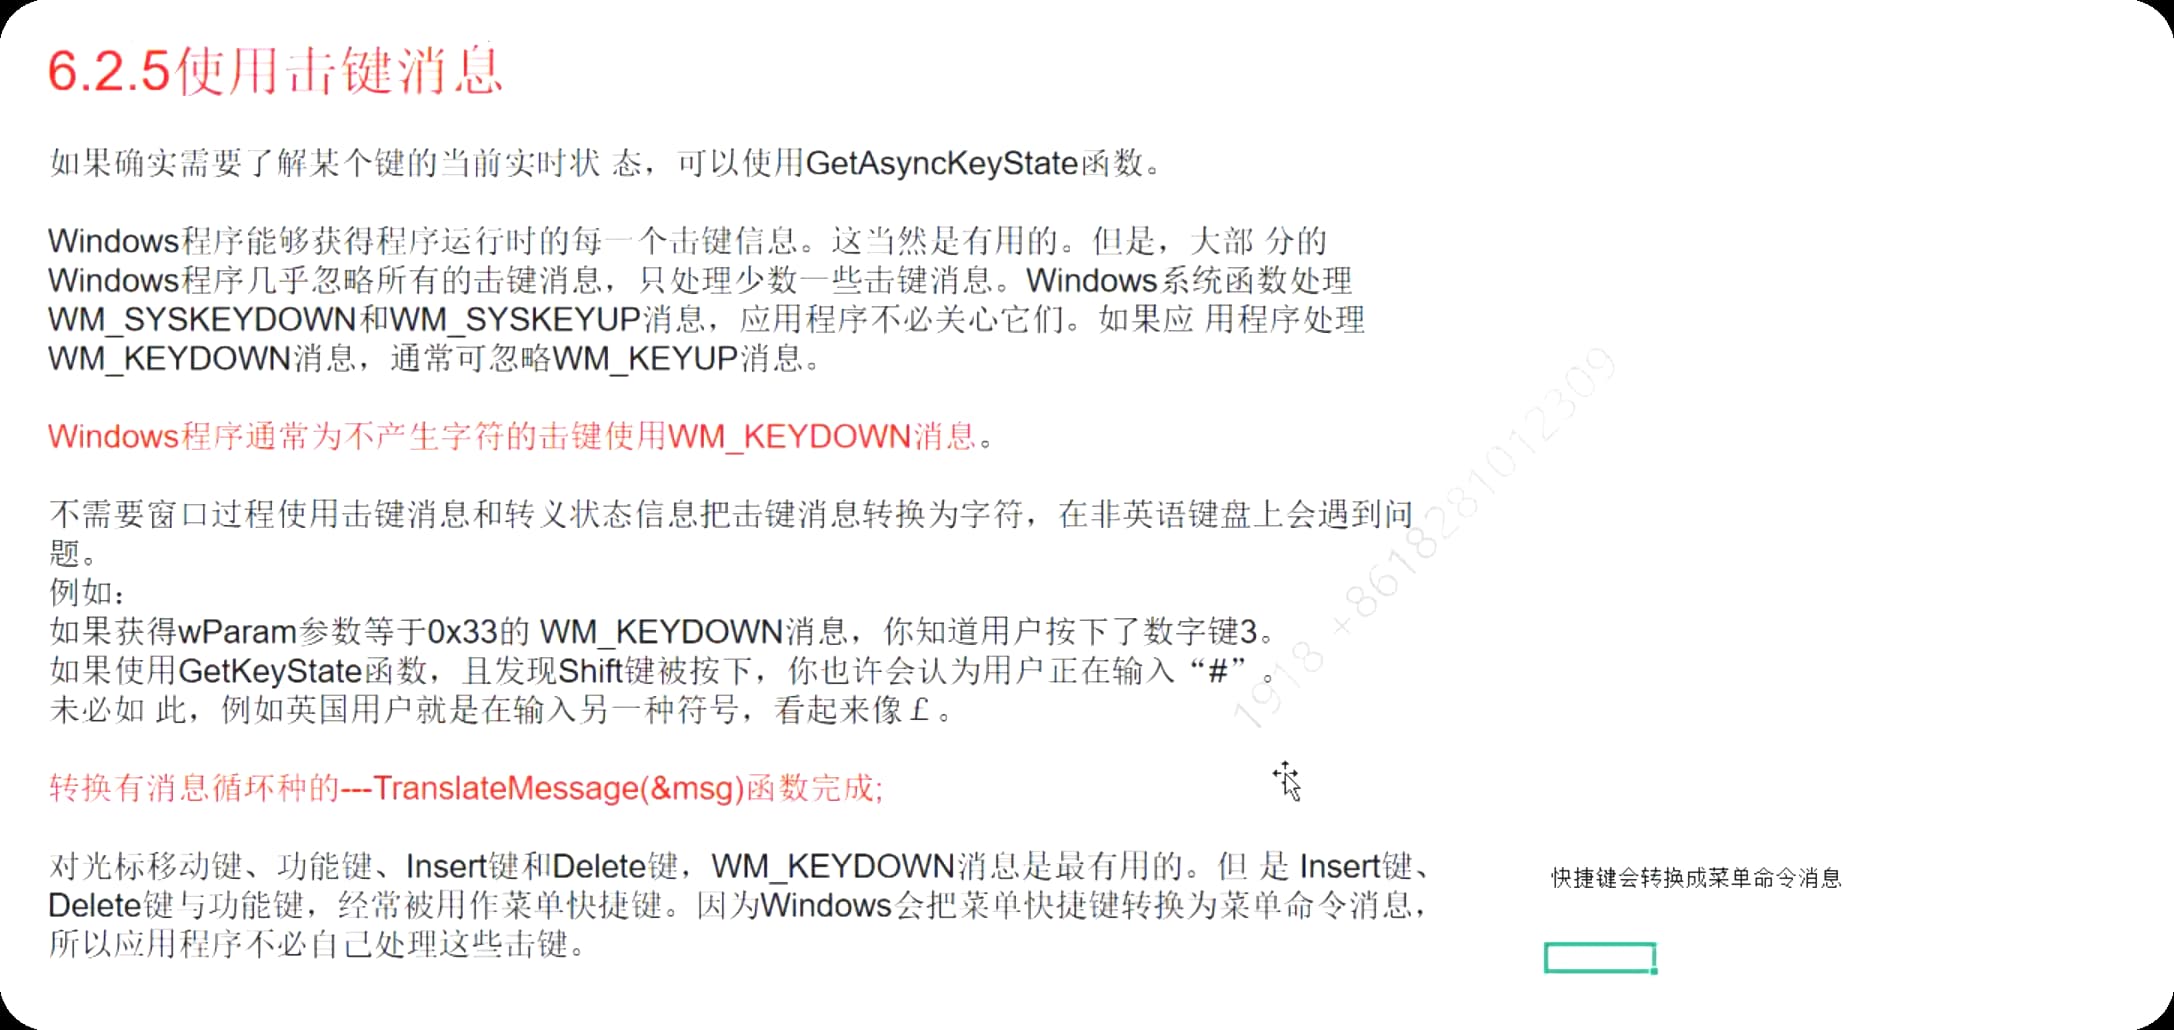 6.2.5使用击键消息
如果确实需要了解某个键的当前实时状 态，可以使用GetAsyncKeyState函数。
Windows程序能够获得程序运行时的每一个击键信息。这当然是有用的。但是，大部 分的
Windows程序几乎忽略所有的击键消息，只处理少数一些击键消息。Windows系统函数处理
WM_SYSKEYDOWN和WM_SYSKEYUP消息，应用程序不必关心它们。如果应 用程序处理
WM_KEYDOWN消息，通常可忽略WM_KEYUP消息。
Windows程序通常为不产生字符的击键使用WM_KEYDOWN消息。
不需要窗口过程使用击键消息和转义状态信息把击键消息转换为字符，在非英语键盘上会遇到问
题。
例如：
如果获得wParam参数等于0x33的 WM_KEYDOWN消息，你知道用户按下了数字键3。
如果使用GetKeyState函数，且发现Shift键被按下，你也许会认为用户正在输入“#”。
未必如 此，例如英国用户就是在输入另一种符号，看起来像￡。
转换有消息循环种的---TranslateMessage(&msg)函数完成;
对光标移动键、功能键、Insert键和Delete键，WM_KEYDOWN消息是最有用的。但 是 Insert键、
Delete键与功能键，经常被用作菜单快捷键。因为Windows会把菜单快捷键转换为菜单命令消息，
所以应用程序不必自己处理这些击键。
快捷键会转换成菜单命令消息
1918 +8618281012309